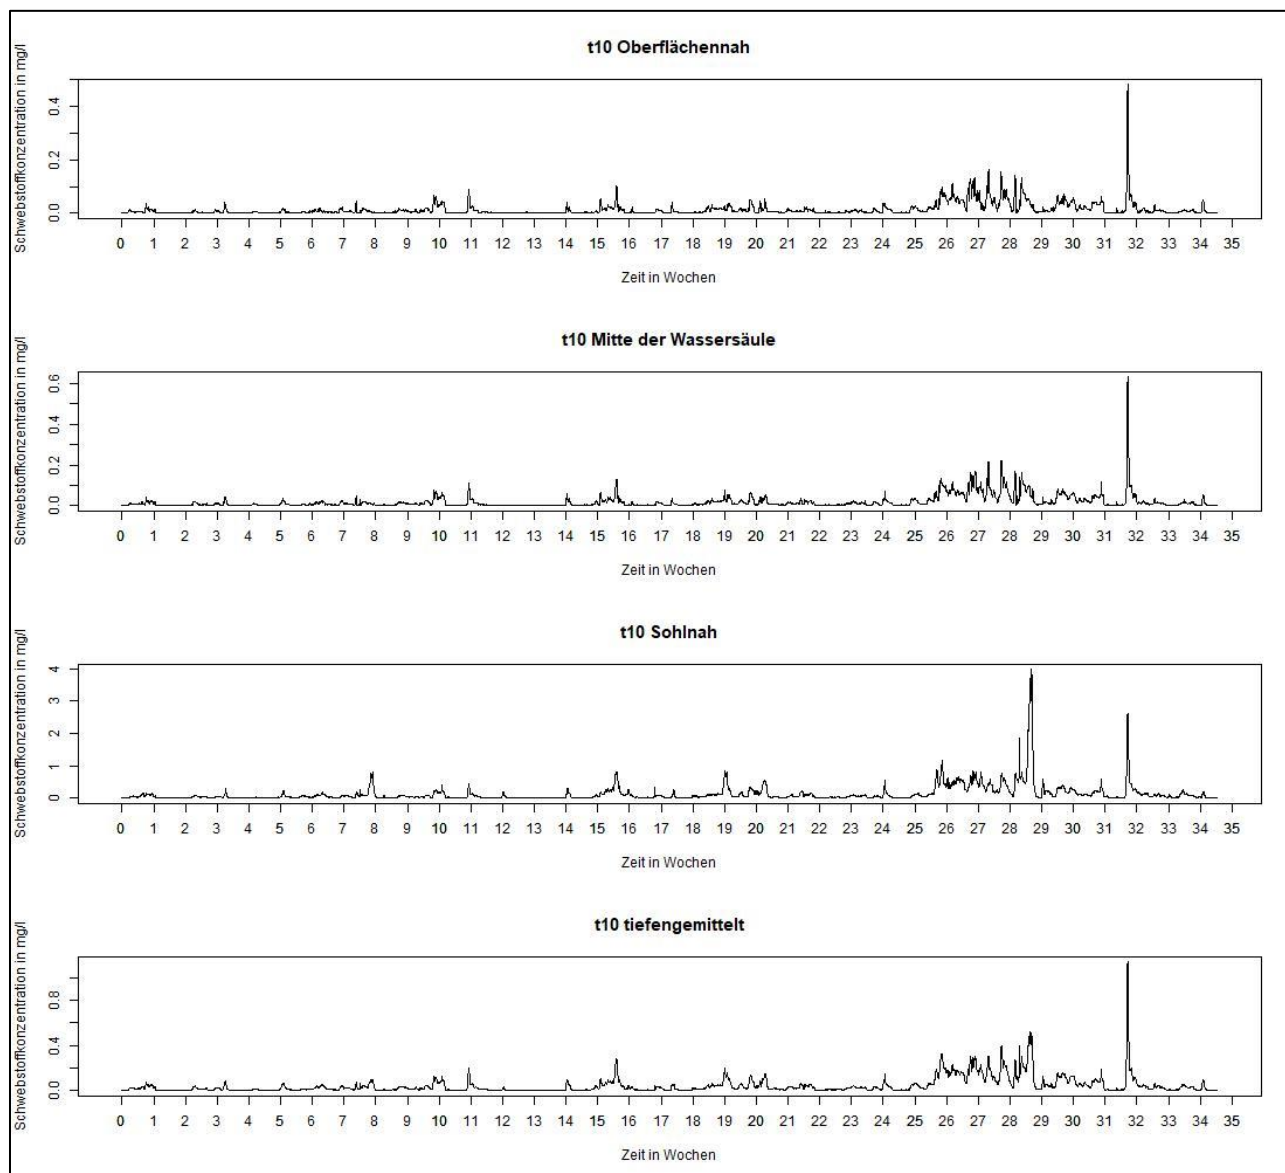 t10 Oberflächennah
Schwebstoffkonzentration in mg/l
0.0 0.2 0.4
0 1 2 3 4 5 6 7 8 9 10 11 12 13 14 15 16 17 18 19 20 21 22 23 24 25 26 27 28 29 30 31 32 33 34 35
Zeit in Wochen
t10 Mitte der Wassersäule
Schwebstoffkonzentration in mg/l
0.0 0.2 0.4 0.6
0 1 2 3 4 5 6 7 8 9 10 11 12 13 14 15 16 17 18 19 20 21 22 23 24 25 26 27 28 29 30 31 32 33 34 35
Zeit in Wochen
t10 Sohlnah
Schwebstoffkonzentration in mg/l
0 1 2 3 4
0 1 2 3 4 5 6 7 8 9 10 11 12 13 14 15 16 17 18 19 20 21 22 23 24 25 26 27 28 29 30 31 32 33 34 35
Zeit in Wochen
t10 tiefengemittelt
Schwebstoffkonzentration in mg/l
0.0 0.4 0.8
0 1 2 3 4 5 6 7 8 9 10 11 12 13 14 15 16 17 18 19 20 21 22 23 24 25 26 27 28 29 30 31 32 33 34 35
Zeit in Wochen